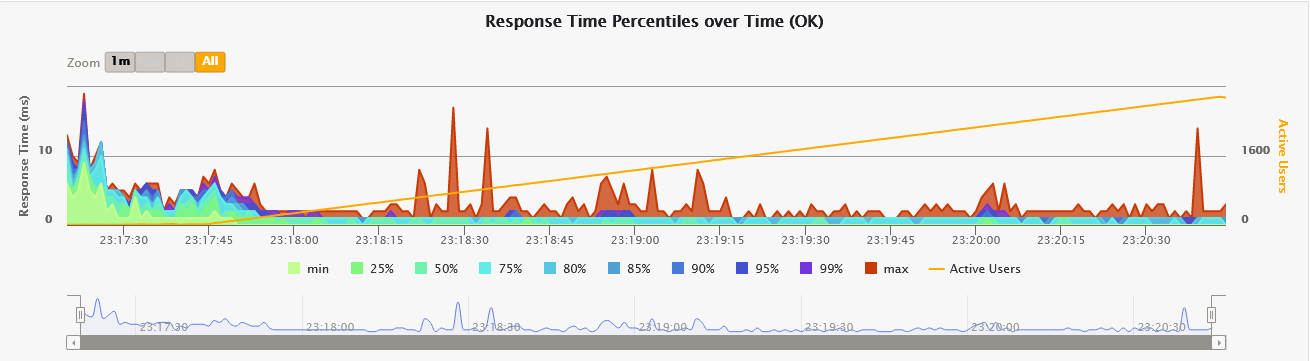 Response Time Percentiles over Time (OK)
Zoom 1m All
Response Time (ms)
10
0
Active Users
1600
0
23:17:30 23:17:45 23:18:00 23:18:15 23:18:30 23:18:45 23:19:00 23:19:15 23:19:30 23:19:45 23:20:00 23:20:15 23:20:30
min 25% 50% 75% 80% 85% 90% 95% 99% max Active Users
23:17:30 23:18:00 23:18:30 23:19:00 23:19:30 23:20:00 23:20:30